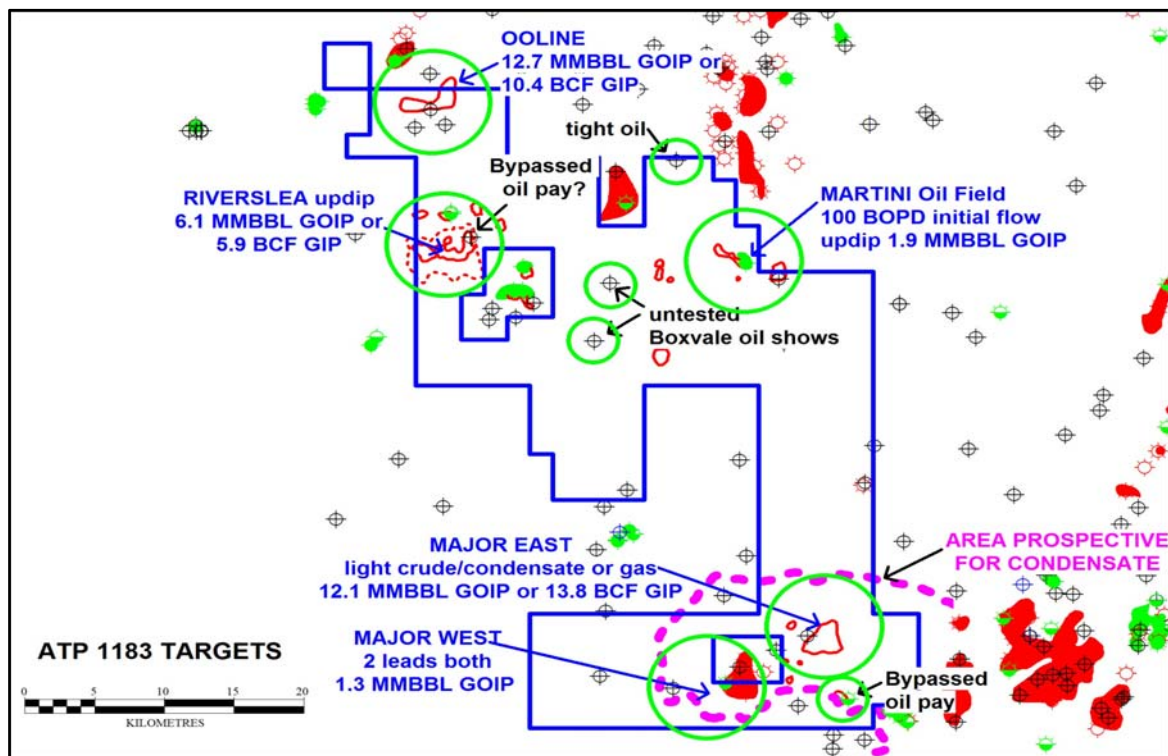 OOLINE
12.7 MMBBL GOIP or
10.4 BCF GIP
tight oil
Bypassed
oil pay?
RIVERSLEA updip
6.1 MMBBL GOIP or
5.9 BCF GIP
MARTINI Oil Field
100 BOPD initial flow
updip 1.9 MMBBL GOIP
untested
Boxvale oil shows
MAJOR EAST
light crude/condensate or gas
12.1 MMBBL GOIP or 13.8 BCF GIP
AREA PROSPECTIVE
FOR CONDENSATE
MAJOR WEST
2 leads both
1.3 MMBBL GOIP
Bypassed
oil pay
ATP 1183 TARGETS
0 5 10 15 20
KILOMETRES